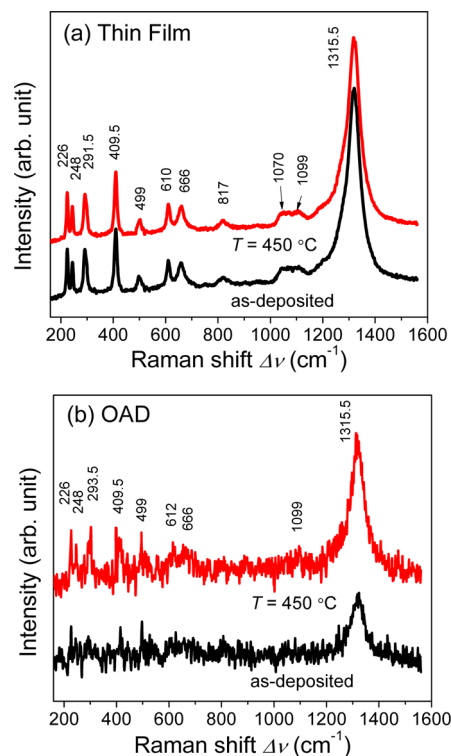 (a) Thin Film
1315.5
226
248
291.5
409.5
499
610
666
817
1070
1099
T = 450 °C
as-deposited
Intensity (arb. unit)
200 400 600 800 1000 1200 1400 1600
Raman shift Δν (cm⁻¹)
(b) OAD
1315.5
226
248
293.5
409.5
499
612
666
1099
T = 450 °C
as-deposited
Intensity (arb. unit)
200 400 600 800 1000 1200 1400 1600
Raman shift Δν (cm⁻¹)